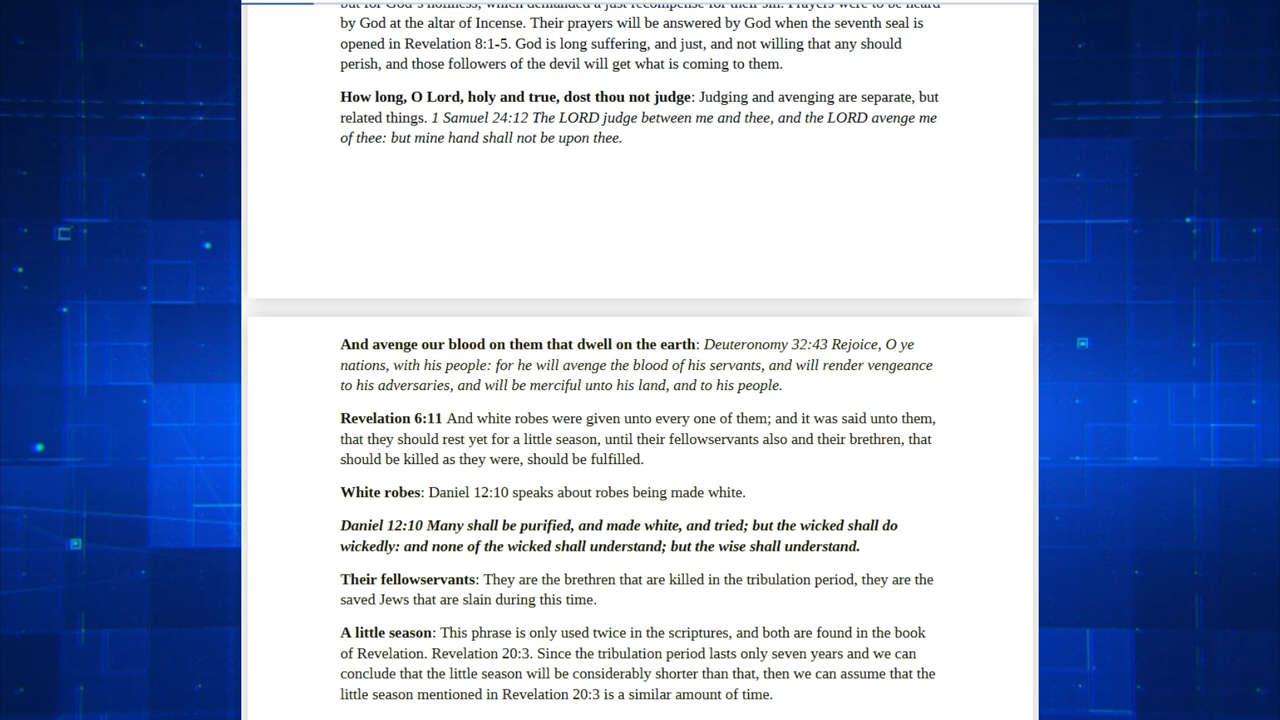 but for God's holiness, which demanded a just recompense for their sin. Prayers were to be heard
by God at the altar of Incense. Their prayers will be answered by God when the seventh seal is
opened in Revelation 8:1-5. God is long suffering, and just, and not willing that any should
perish, and those followers of the devil will get what is coming to them.
How long, O Lord, holy and true, dost thou not judge: Judging and avenging are separate, but
related things. 1 Samuel 24:12 The LORD judge between me and thee, and the LORD avenge me
of thee: but mine hand shall not be upon thee.
And avenge our blood on them that dwell on the earth: Deuteronomy 32:43 Rejoice, O ye
nations, with his people: for he will avenge the blood of his servants, and will render vengeance
to his adversaries, and will be merciful unto his land, and to his people.
Revelation 6:11 And white robes were given unto every one of them; and it was said unto them,
that they should rest yet for a little season, until their fellowservants also and their brethren, that
should be killed as they were, should be fulfilled.
White robes: Daniel 12:10 speaks about robes being made white.
Daniel 12:10 Many shall be purified, and made white, and tried; but the wicked shall do
wickedly: and none of the wicked shall understand; but the wise shall understand.
Their fellowservants: They are the brethren that are killed in the tribulation period, they are the
saved Jews that are slain during this time.
A little season: This phrase is only used twice in the scriptures, and both are found in the book
of Revelation. Revelation 20:3. Since the tribulation period lasts only seven years and we can
conclude that the little season will be considerably shorter than that, then we can assume that the
little season mentioned in Revelation 20:3 is a similar amount of time.